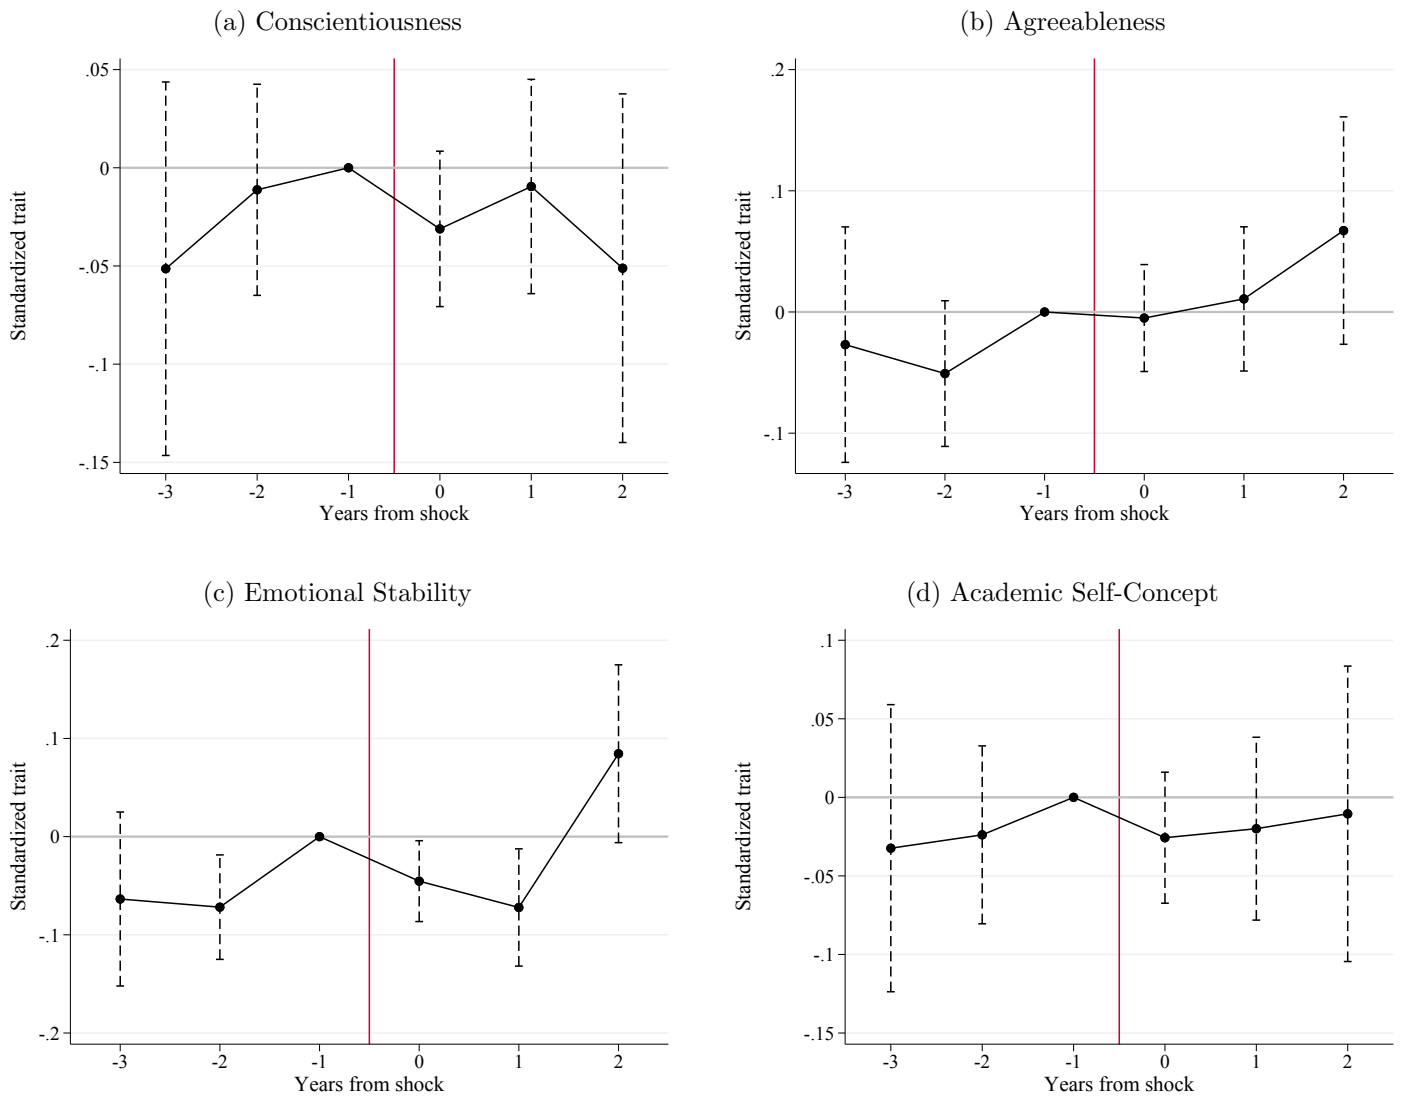 (a) Conscientiousness
.05
0
-.05
-.1
-.15
Standardized trait
-3 -2 -1 0 1 2
Years from shock
(b) Agreeableness
.2
.1
0
-.1
Standardized trait
-3 -2 -1 0 1 2
Years from shock
(c) Emotional Stability
.2
.1
0
-.1
-.2
Standardized trait
-3 -2 -1 0 1 2
Years from shock
(d) Academic Self-Concept
.1
.05
0
-.05
-.1
-.15
Standardized trait
-3 -2 -1 0 1 2
Years from shock